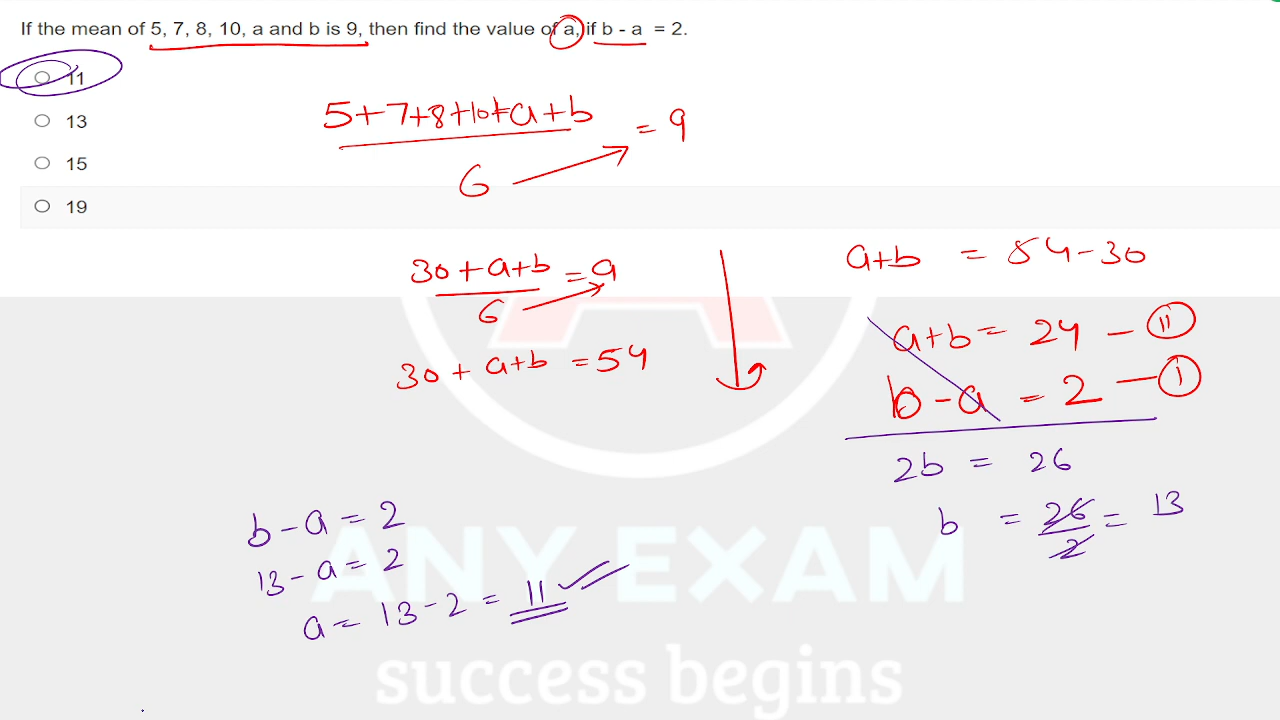 If the mean of 5, 7, 8, 10, a and b is 9, then find the value of a, if b - a = 2.
11
13
15
19
5+7+8+10+a+b
= 9
6
30+a+b = 9
6
30 + a+b = 54
a+b = 54-30
a+b = 24 - 11
b-a = 2 - 1
2b = 26
b = 26 = 13
2
b-a = 2
13-a = 2
a = 13-2 = 11
ANY EXAM
success begins